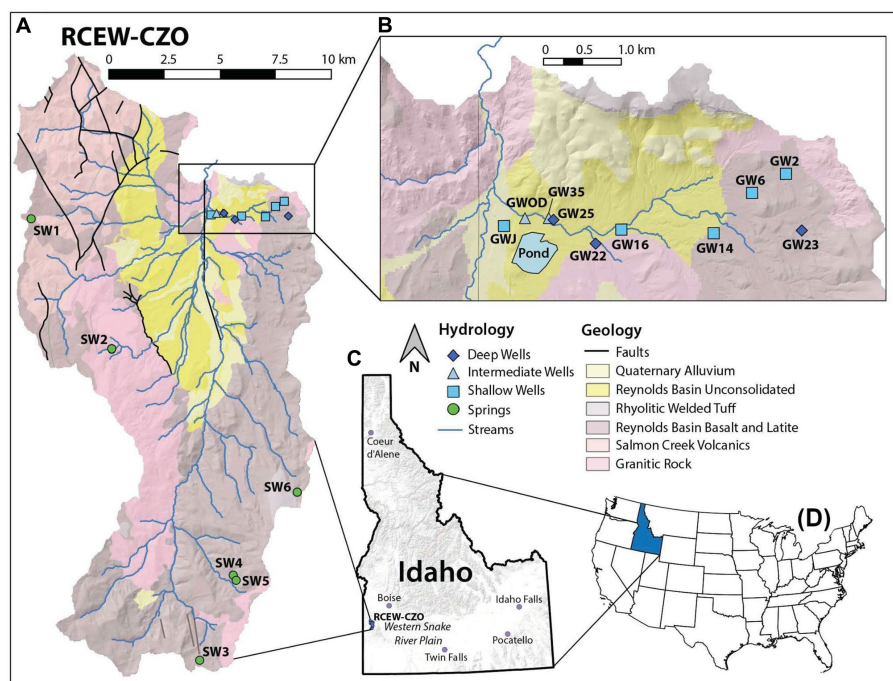 A
RCEW-CZO
0 2.5 5 7.5 10 km
SW1
SW2
SW6
SW4
SW5
SW3
B
0 1.0 km
GW2
GW6
GW35
GWOD
GW25
GWJ
GW16
GW14
GW23
GW22
Pond
N
Hydrology
Deep Wells
Intermediate Wells
Shallow Wells
Springs
Streams
Geology
Faults
Quaternary Alluvium
Reynolds Basin Unconsolidated
Rhyolitic Welded Tuff
Reynolds Basin Basalt and Latite
Salmon Creek Volcanics
Granitic Rock
C
Coeur
d'Alene
Idaho
Boise
Idaho Falls
RCEW-CZO
Western Snake
River Plain
Pocatello
Twin Falls
(D)